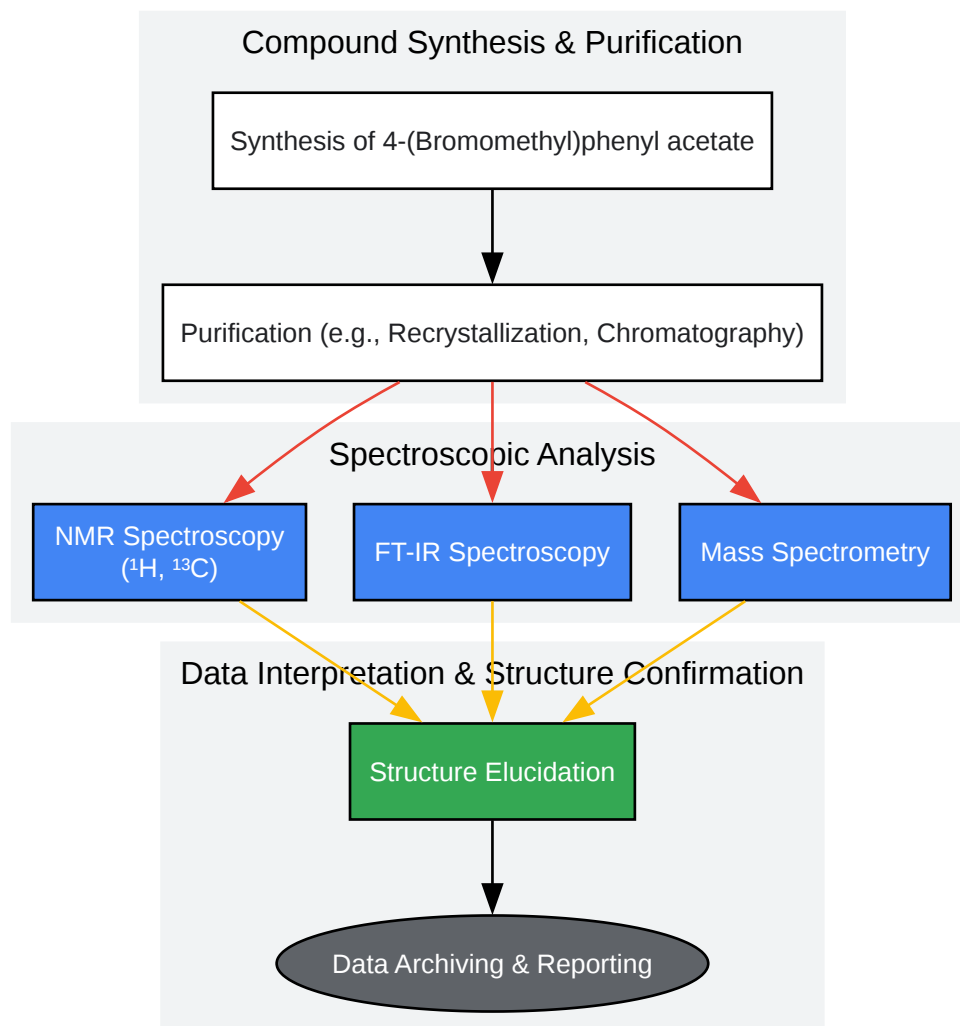 Compound Synthesis & Purification
Synthesis of 4-(Bromomethyl)phenyl acetate
Purification (e.g., Recrystallization, Chromatography)
Spectroscopic Analysis
NMR Spectroscopy
(¹H, ¹³C)
FT-IR Spectroscopy
Mass Spectrometry
Data Interpretation & Structure Confirmation
Structure Elucidation
Data Archiving & Reporting